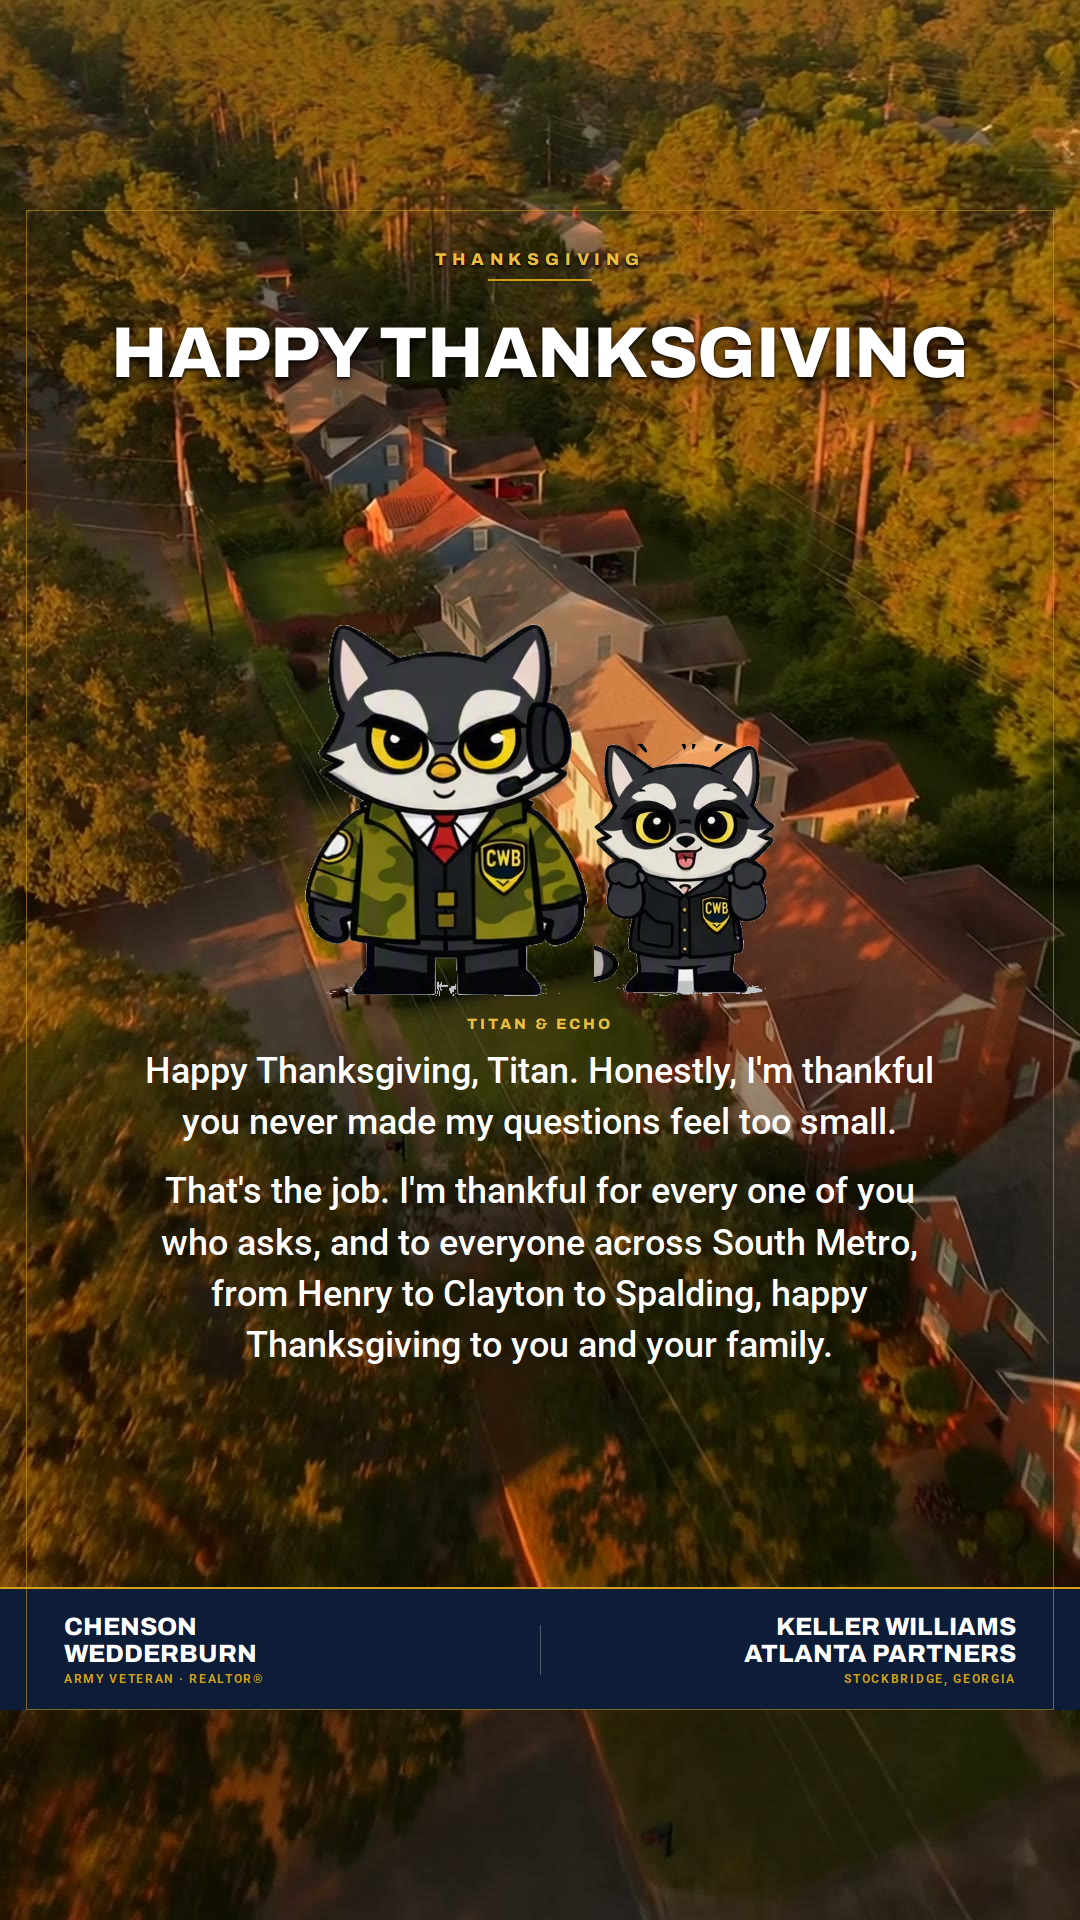 THANKSGIVING
HAPPY THANKSGIVING
CWB
CWB
TITAN & ECHO
Happy Thanksgiving, Titan. Honestly, I'm thankful
you never made my questions feel too small.
That's the job. I'm thankful for every one of you
who asks, and to everyone across South Metro,
from Henry to Clayton to Spalding, happy
Thanksgiving to you and your family.
CHENSON
WEDDERBURN
ARMY VETERAN · REALTOR®
KELLER WILLIAMS
ATLANTA PARTNERS
STOCKBRIDGE, GEORGIA